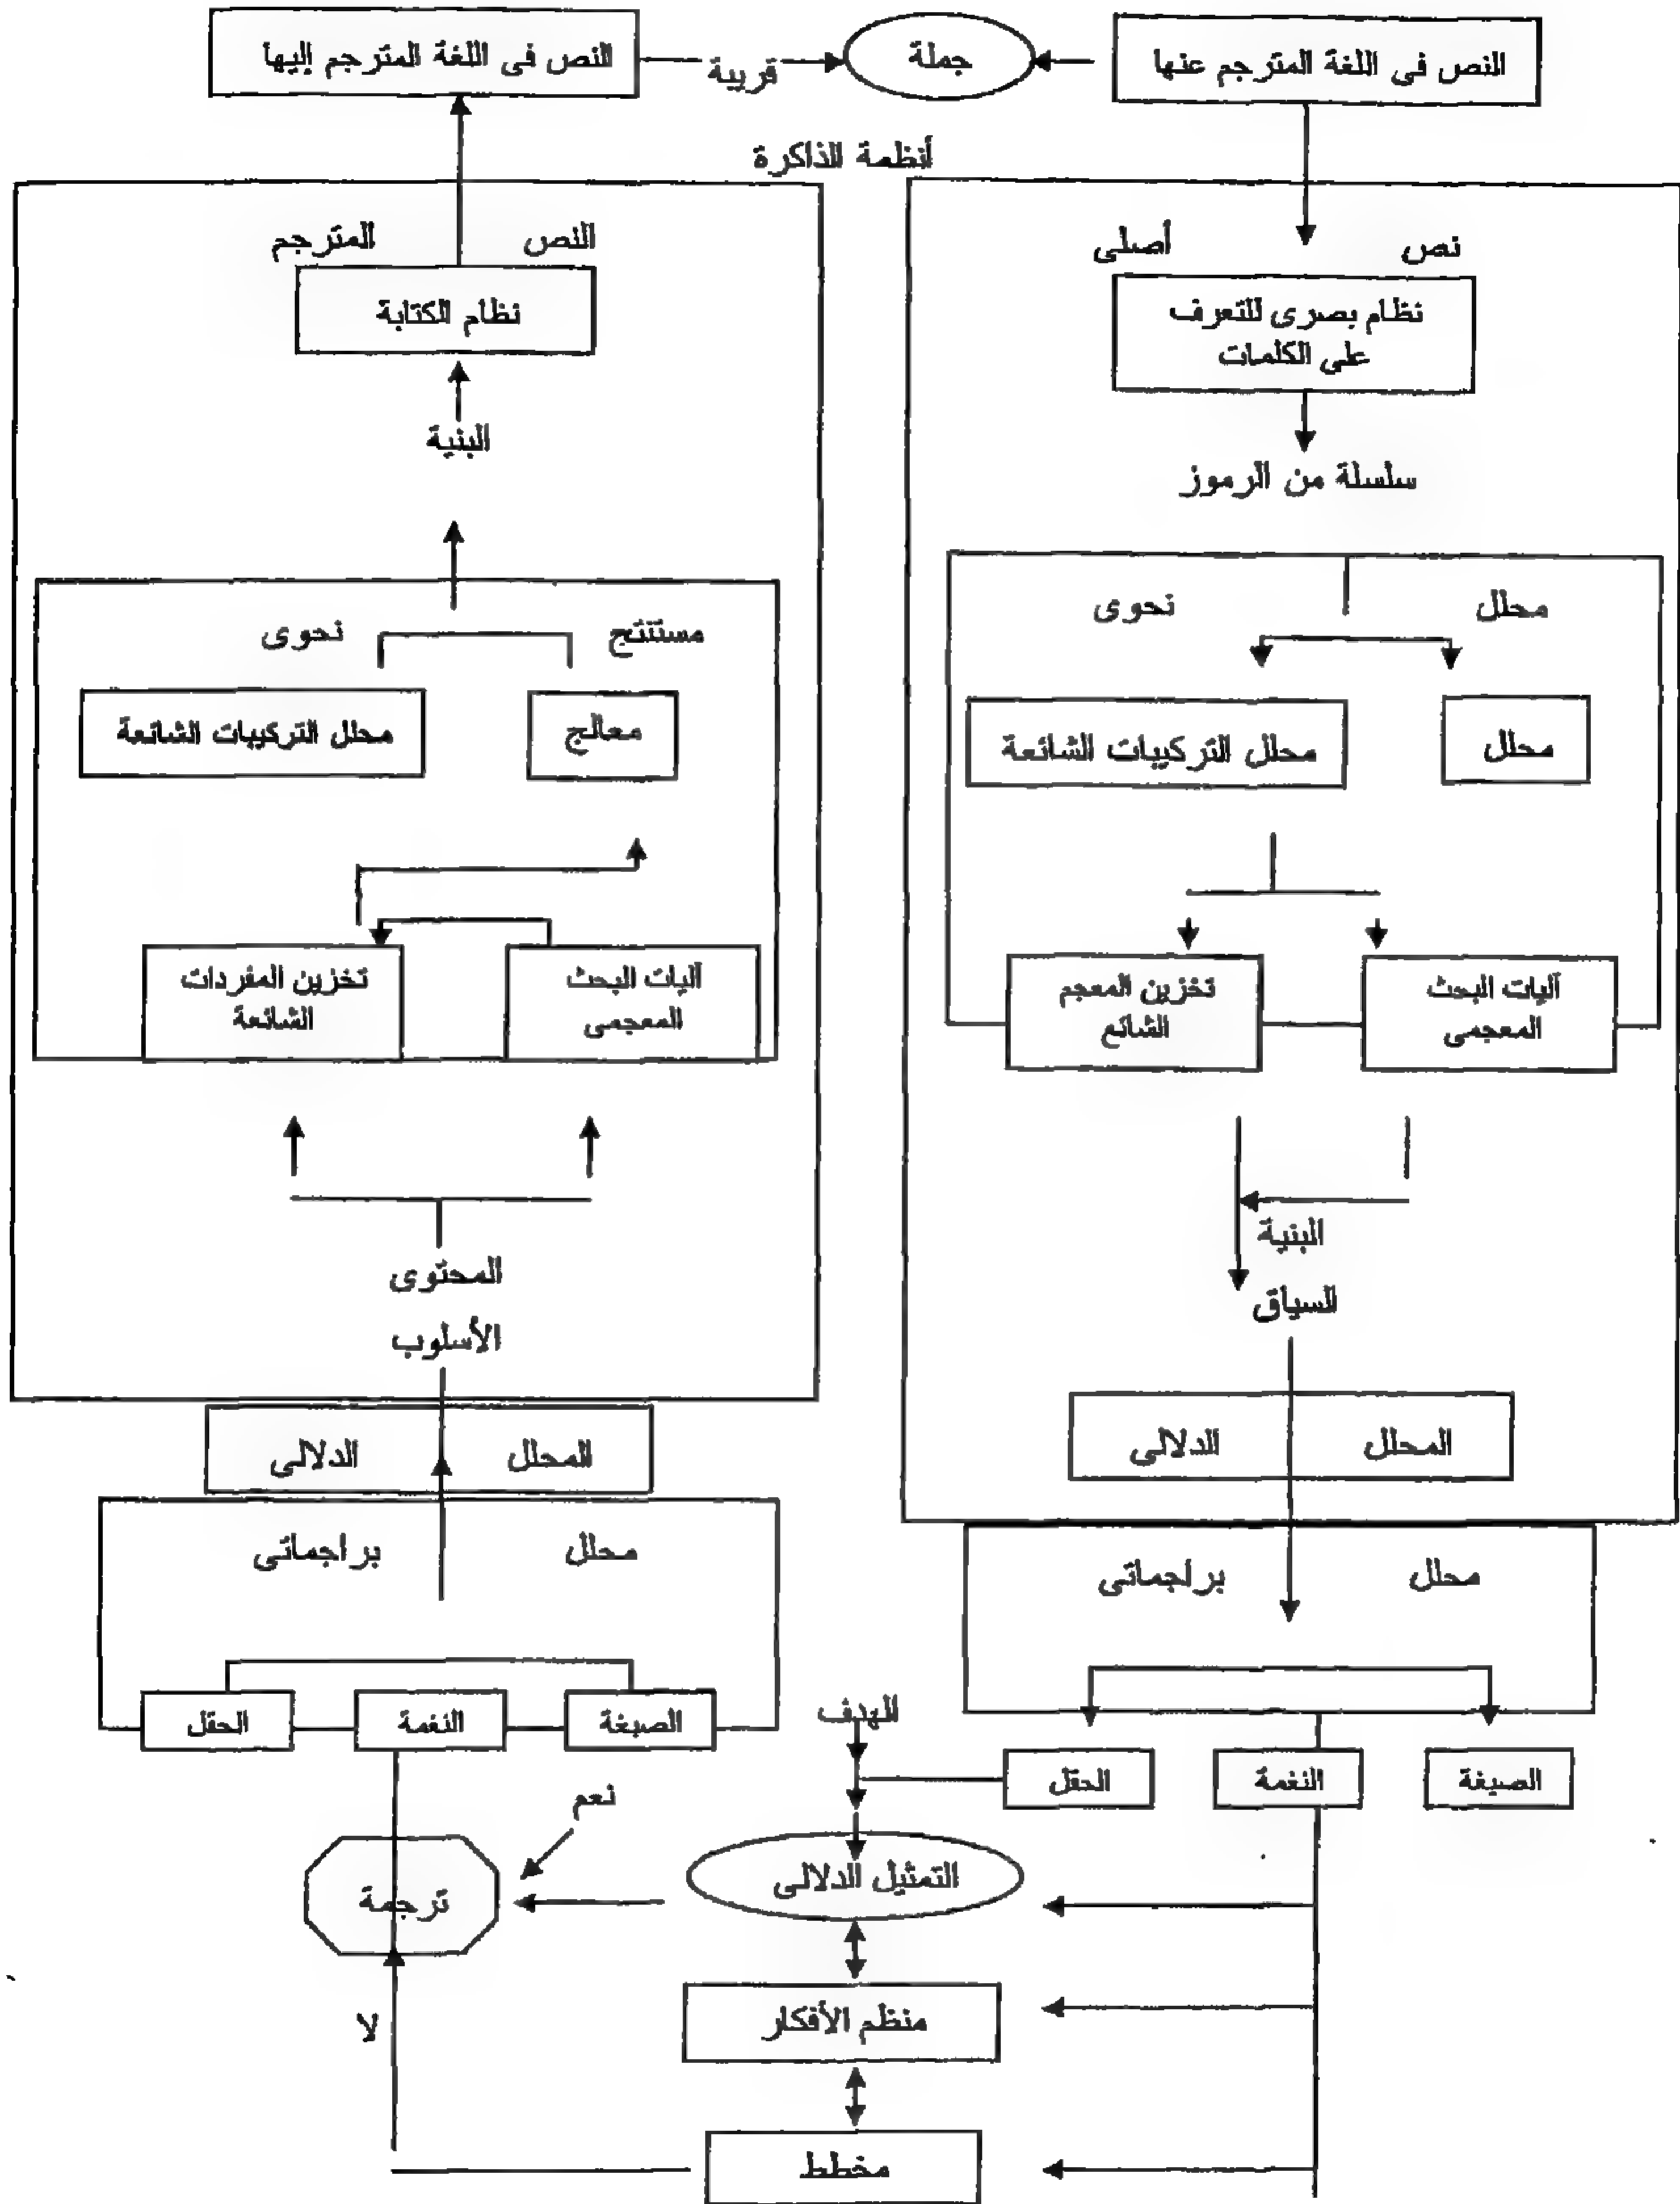 النص فى اللغة المترجم عنها
جملة
قريبة
النص فى اللغة المترجم إليها
أنظمة الذاكرة
نص أصلى
نظام بصرى للتعرف
على الكلمات
سلسلة من الرموز
محلل نحوى
محلل
محلل التركيبات الشائعة
آليات البحث
المعجمى
تخزين المعجم
الشائع
البنية
السياق
المحلل الدلالى
محلل براجماتى
الصيغة
النغمة
الحقل
النص المترجم
نظام الكتابة
البنية
مستنتج نحوى
معالج
محلل التركيبات الشائعة
آليات البحث
المعجمى
تخزين المفردات
الشائعة
المحتوى
الأسلوب
المحلل الدلالى
محلل براجماتى
الصبغة
النغمة
الحقل
الهدف
نعم
التمثيل الدلالى
ترجمة
منظم الأفكار
لا
مخطط